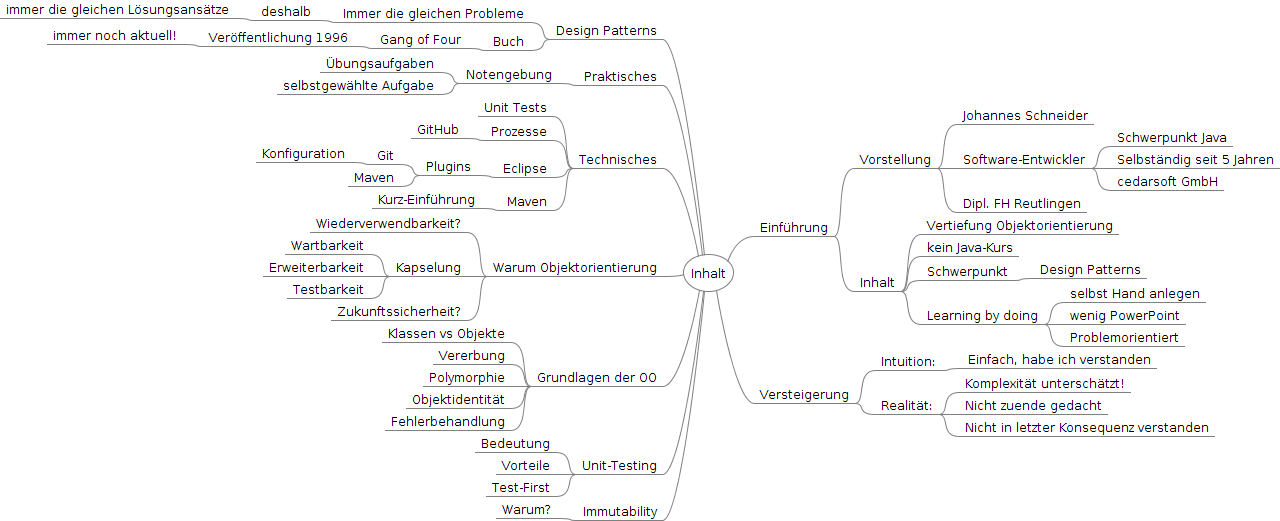 Inhalt
Einführung
Vorstellung
Johannes Schneider
Software-Entwickler
Schwerpunkt Java
Selbständig seit 5 Jahren
cedarsoft GmbH
Dipl. FH Reutlingen
Inhalt
Vertiefung Objektorientierung
kein Java-Kurs
Schwerpunkt
Design Patterns
Learning by doing
selbst Hand anlegen
wenig PowerPoint
Problemorientiert
Versteigerung
Intuition:
Einfach, habe ich verstanden
Realität:
Komplexität unterschätzt!
Nicht zuende gedacht
Nicht in letzter Konsequenz verstanden
Design Patterns
Immer die gleichen Probleme
deshalb
immer die gleichen Lösungsansätze
Buch
Gang of Four
Veröffentlichung 1996
immer noch aktuell!
Praktisches
Notengebung
Übungsaufgaben
selbstgewählte Aufgabe
Technisches
Unit Tests
Prozesse
GitHub
Eclipse
Plugins
Git
Konfiguration
Maven
Maven
Kurz-Einführung
Warum Objektorientierung
Wiederverwendbarkeit?
Kapselung
Wartbarkeit
Erweiterbarkeit
Testbarkeit
Zukunftssicherheit?
Grundlagen der OO
Klassen vs Objekte
Vererbung
Polymorphie
Objektidentität
Fehlerbehandlung
Unit-Testing
Bedeutung
Vorteile
Test-First
Immutability
Warum?